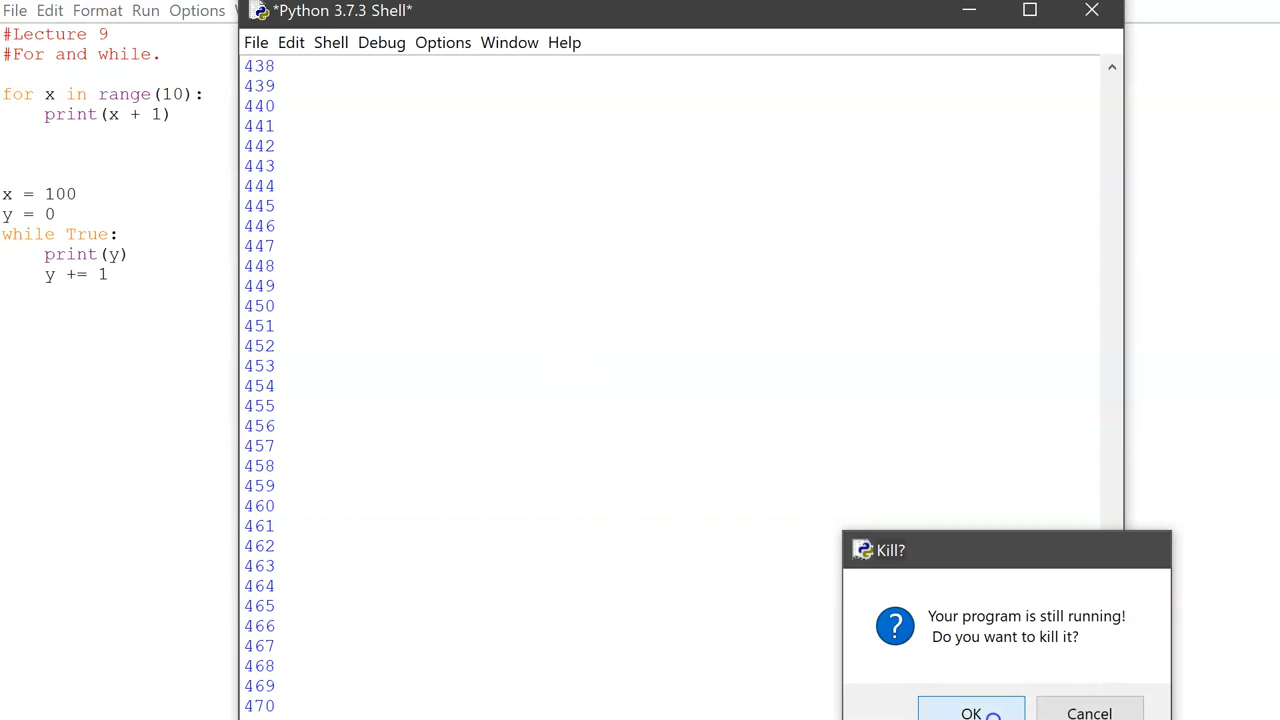 File Edit Format Run Options
#Lecture 9
#For and while.
for x in range(10):
print(x + 1)
x = 100
y = 0
while True:
print(y)
y += 1
*Python 3.7.3 Shell*
File Edit Shell Debug Options Window Help
438
439
440
441
442
443
444
445
446
447
448
449
450
451
452
453
454
455
456
457
458
459
460
461
462
463
464
465
466
467
468
469
470
Kill?
Your program is still running!
Do you want to kill it?
OK Cancel